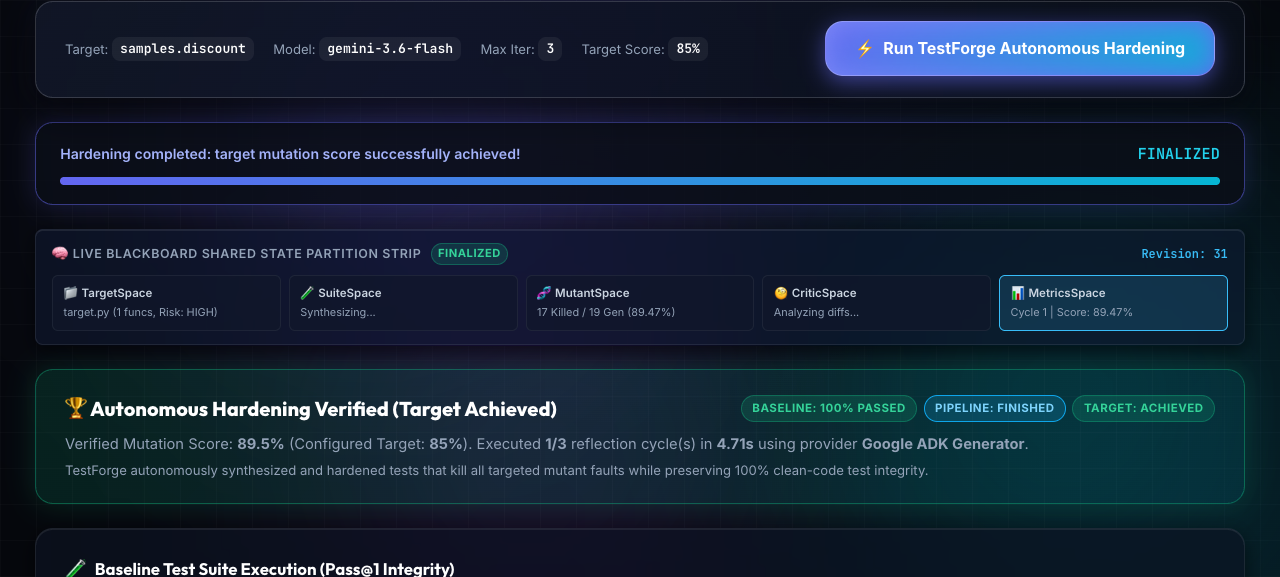 Target: samples.discount Model: gemini-3.6-flash Max Iter: 3 Target Score: 85%
⚡ Run TestForge Autonomous Hardening
Hardening completed: target mutation score successfully achieved!
FINALIZED
🧠 LIVE BLACKBOARD SHARED STATE PARTITION STRIP FINALIZED
Revision: 31
📁 TargetSpace
target.py (1 funcs, Risk: HIGH)
🧪 SuiteSpace
Synthesizing...
🧬 MutantSpace
17 Killed / 19 Gen (89.47%)
🧐 CriticSpace
Analyzing diffs...
📊 MetricsSpace
Cycle 1 | Score: 89.47%
🏆 Autonomous Hardening Verified (Target Achieved)
BASELINE: 100% PASSED
PIPELINE: FINISHED
TARGET: ACHIEVED
Verified Mutation Score: 89.5% (Configured Target: 85%). Executed 1/3 reflection cycle(s) in 4.71s using provider Google ADK Generator.
TestForge autonomously synthesized and hardened tests that kill all targeted mutant faults while preserving 100% clean-code test integrity.
🧪 Baseline Test Suite Execution (Pass@1 Integrity)